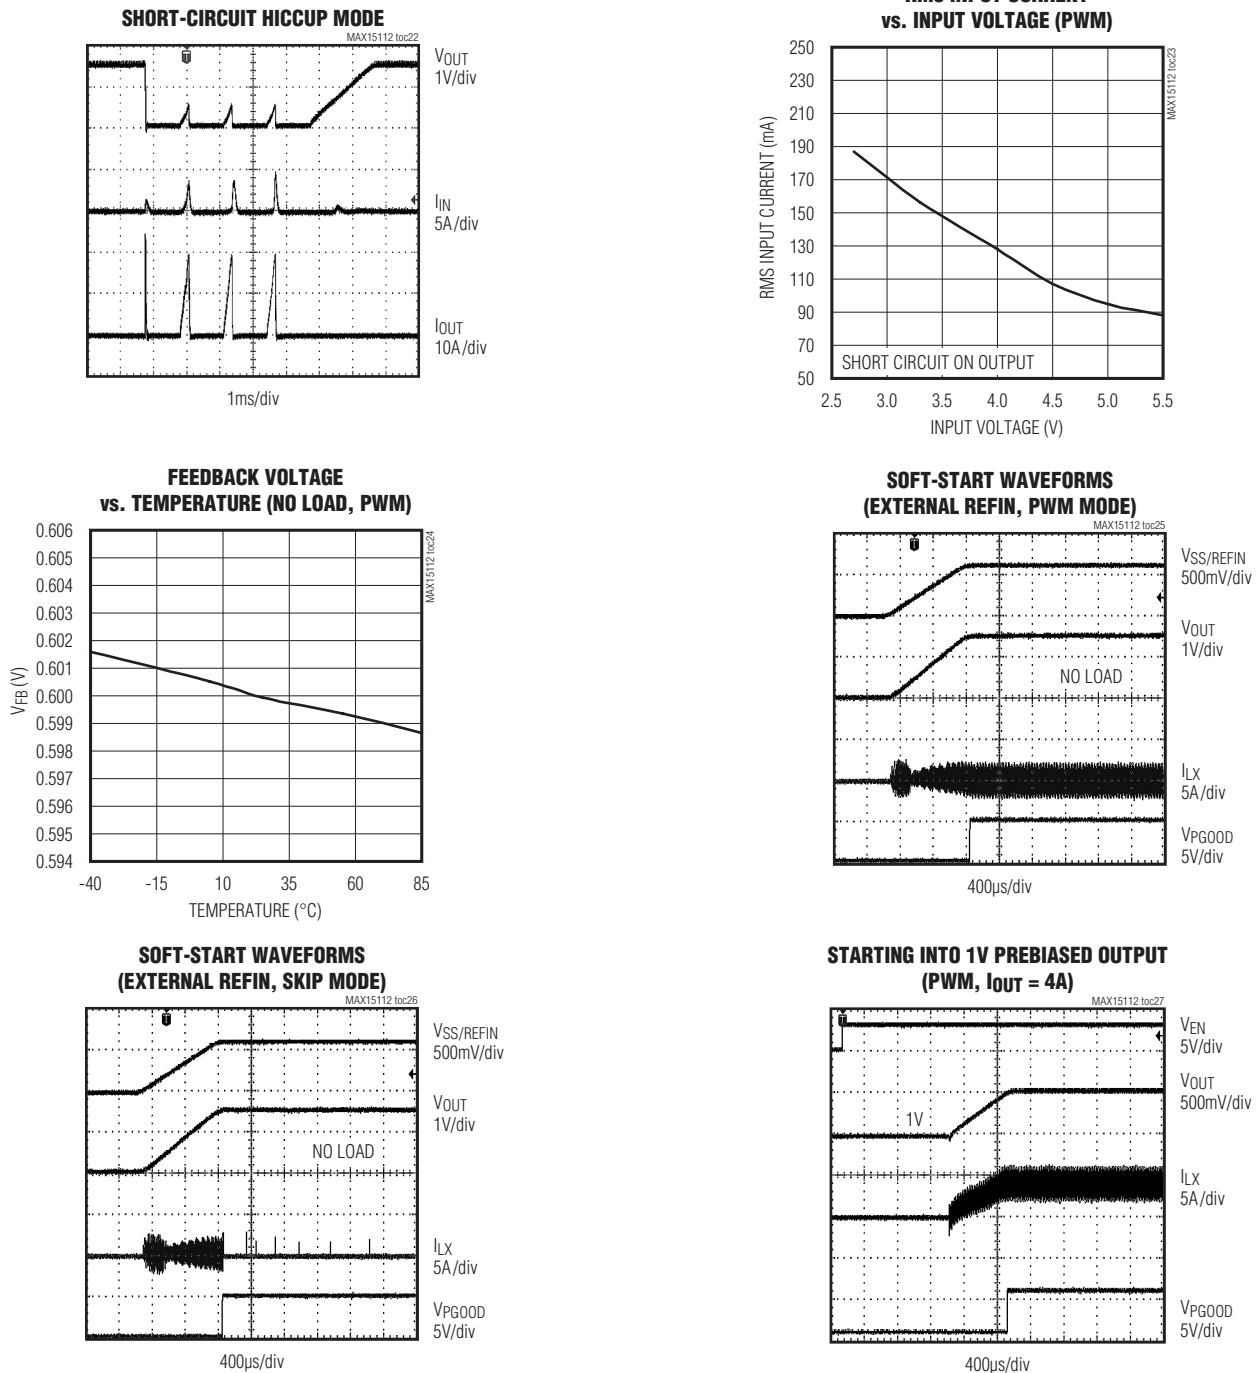 SHORT-CIRCUIT HICCUP MODE
MAX15112 toc22
VOUT
1V/div
IIN
5A/div
IOUT
10A/div
1ms/div
vs. INPUT VOLTAGE (PWM)
MAX15112 toc23
RMS INPUT CURRENT (mA)
250
230
210
190
170
150
130
110
90
70
50
SHORT CIRCUIT ON OUTPUT
2.5 3.0 3.5 4.0 4.5 5.0 5.5
INPUT VOLTAGE (V)
FEEDBACK VOLTAGE
vs. TEMPERATURE (NO LOAD, PWM)
MAX15112 toc24
VFB (V)
0.606
0.605
0.604
0.603
0.602
0.601
0.600
0.599
0.598
0.597
0.596
0.595
0.594
-40 -15 10 35 60 85
TEMPERATURE (°C)
SOFT-START WAVEFORMS
(EXTERNAL REFIN, PWM MODE)
MAX15112 toc25
VSS/REFIN
500mV/div
VOUT
1V/div
NO LOAD
ILX
5A/div
VPGOOD
5V/div
400µs/div
SOFT-START WAVEFORMS
(EXTERNAL REFIN, SKIP MODE)
MAX15112 toc26
VSS/REFIN
500mV/div
VOUT
1V/div
NO LOAD
ILX
5A/div
VPGOOD
5V/div
400µs/div
STARTING INTO 1V PREBIASED OUTPUT
(PWM, IOUT = 4A)
MAX15112 toc27
VEN
5V/div
VOUT
500mV/div
1V
ILX
5A/div
VPGOOD
5V/div
400µs/div